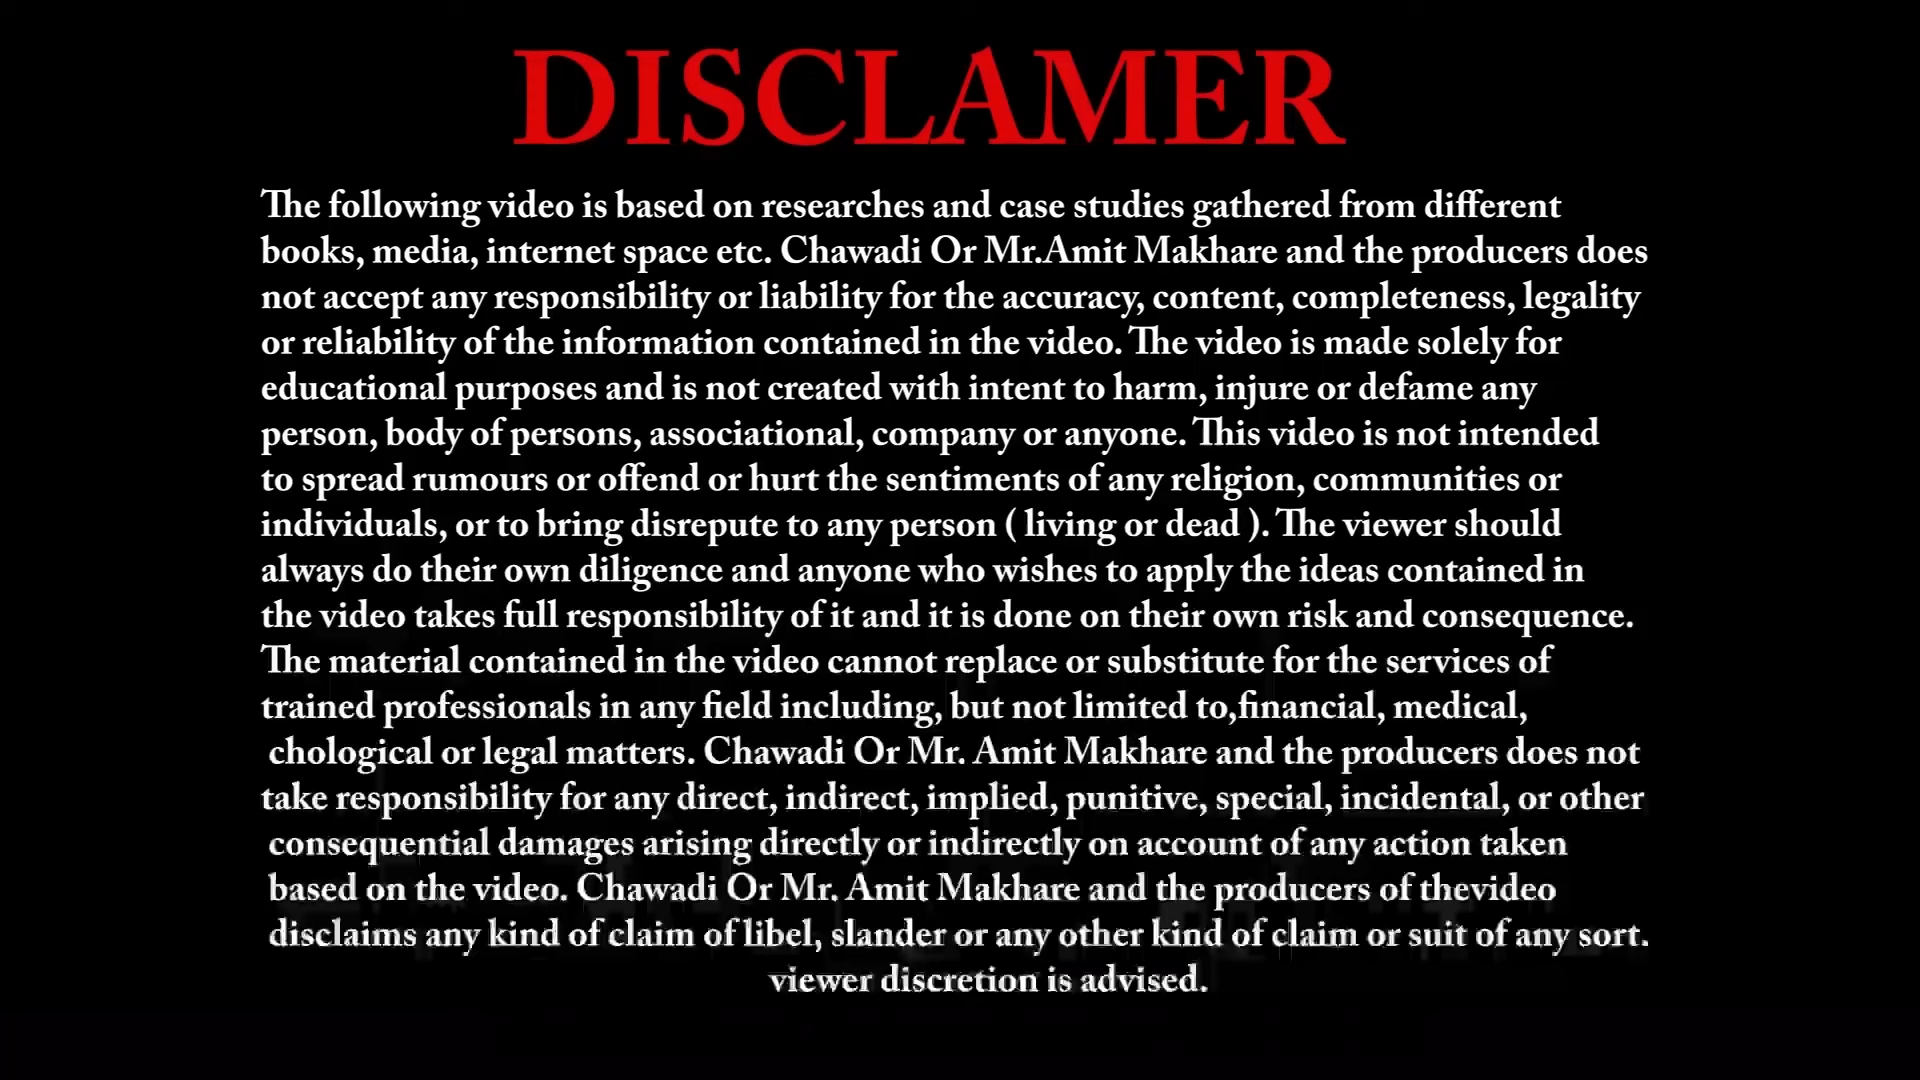 DISCLAMER
The following video is based on researches and case studies gathered from different
books, media, internet space etc. Chawadi Or Mr.Amit Makhare and the producers does
not accept any responsibility or liability for the accuracy, content, completeness, legality
or reliability of the information contained in the video. The video is made solely for
educational purposes and is not created with intent to harm, injure or defame any
person, body of persons, associational, company or anyone. This video is not intended
to spread rumours or offend or hurt the sentiments of any religion, communities or
individuals, or to bring disrepute to any person ( living or dead ). The viewer should
always do their own diligence and anyone who wishes to apply the ideas contained in
the video takes full responsibility of it and it is done on their own risk and consequence.
The material contained in the video cannot replace or substitute for the services of
trained professionals in any field including, but not limited to,financial, medical,
chological or legal matters. Chawadi Or Mr. Amit Makhare and the producers does not
take responsibility for any direct, indirect, implied, punitive, special, incidental, or other
consequential damages arising directly or indirectly on account of any action taken
based on the video. Chawadi Or Mr. Amit Makhare and the producers of thevideo
disclaims any kind of claim of libel, slander or any other kind of claim or suit of any sort.
viewer discretion is advised.